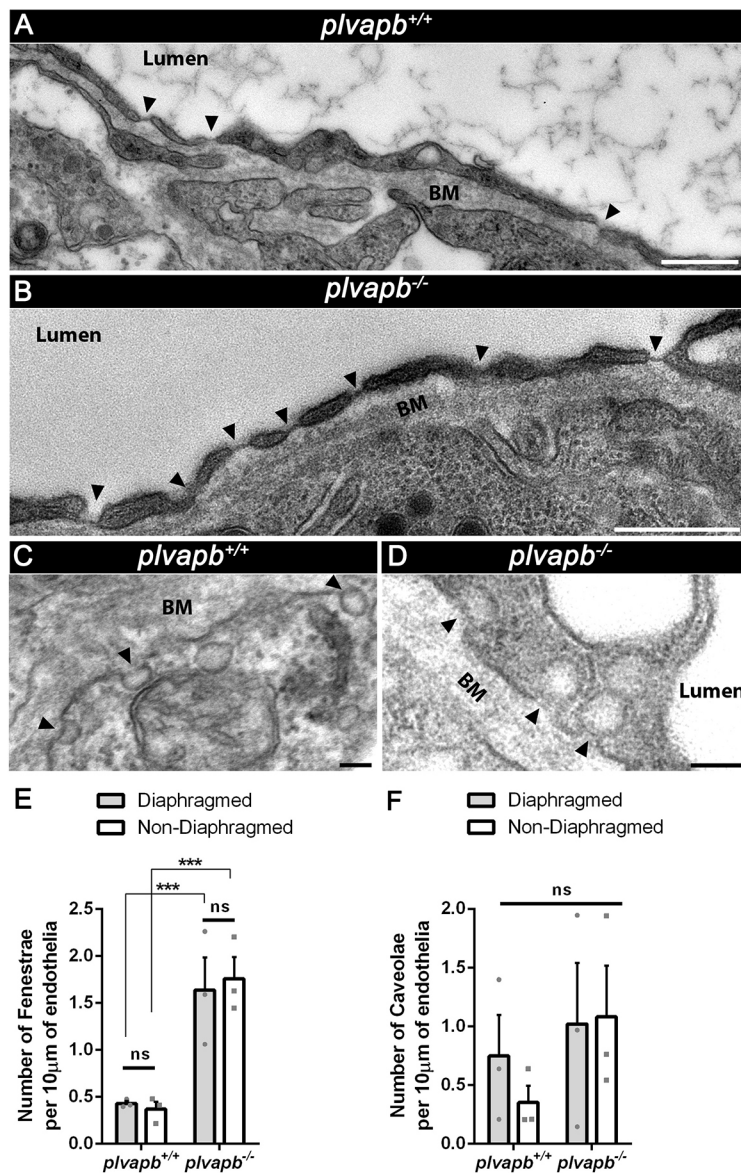 A plvapb+/+
Lumen
BM
B plvapb-/-
Lumen
BM
C plvapb+/+
D plvapb-/-
BM
BM
Lumen
E
Diaphragmed
Non-Diaphragmed
***
***
ns
ns
Number of Fenestrae
per 10μm of endothelia
2.5
2.0
1.5
1.0
0.5
0.0
plvapb+/+ plvapb-/-
F
Diaphragmed
Non-Diaphragmed
ns
Number of Caveolae
per 10μm of endothelia
2.0
1.5
1.0
0.5
0.0
plvapb+/+ plvapb-/-